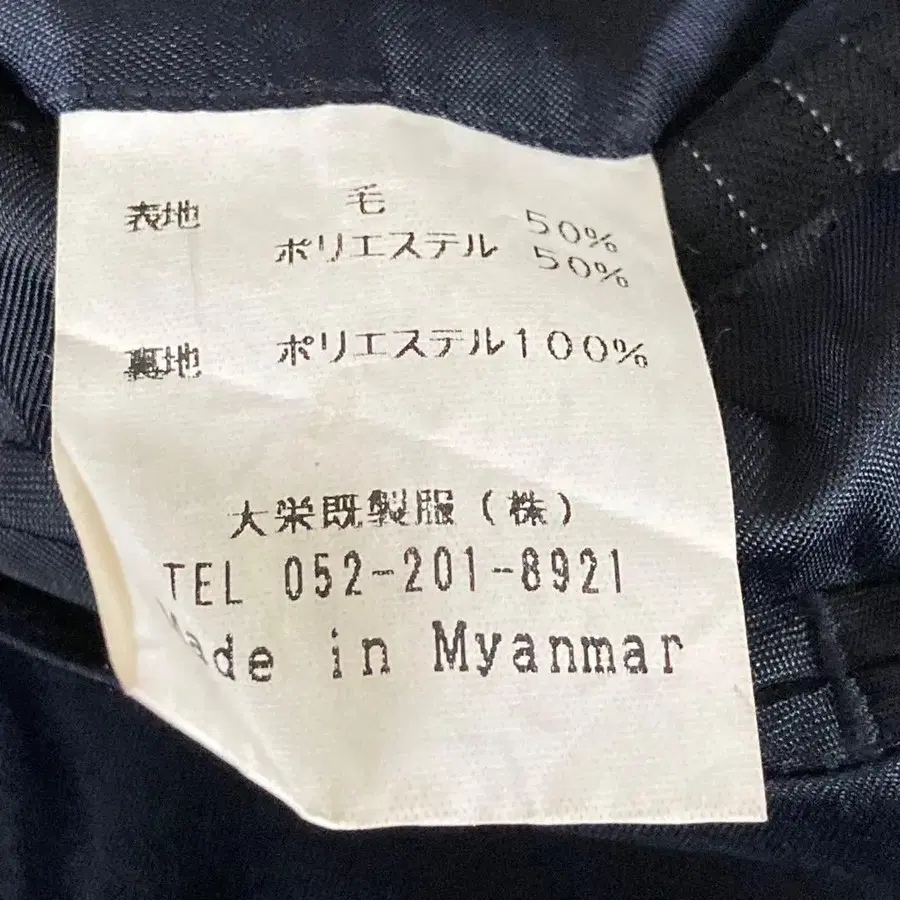 表地 毛 50%
ポリエステル 50%
裏地 ポリエステル100%
大栄既製服(株)
TEL 052-201-8921
Made in Myanmar